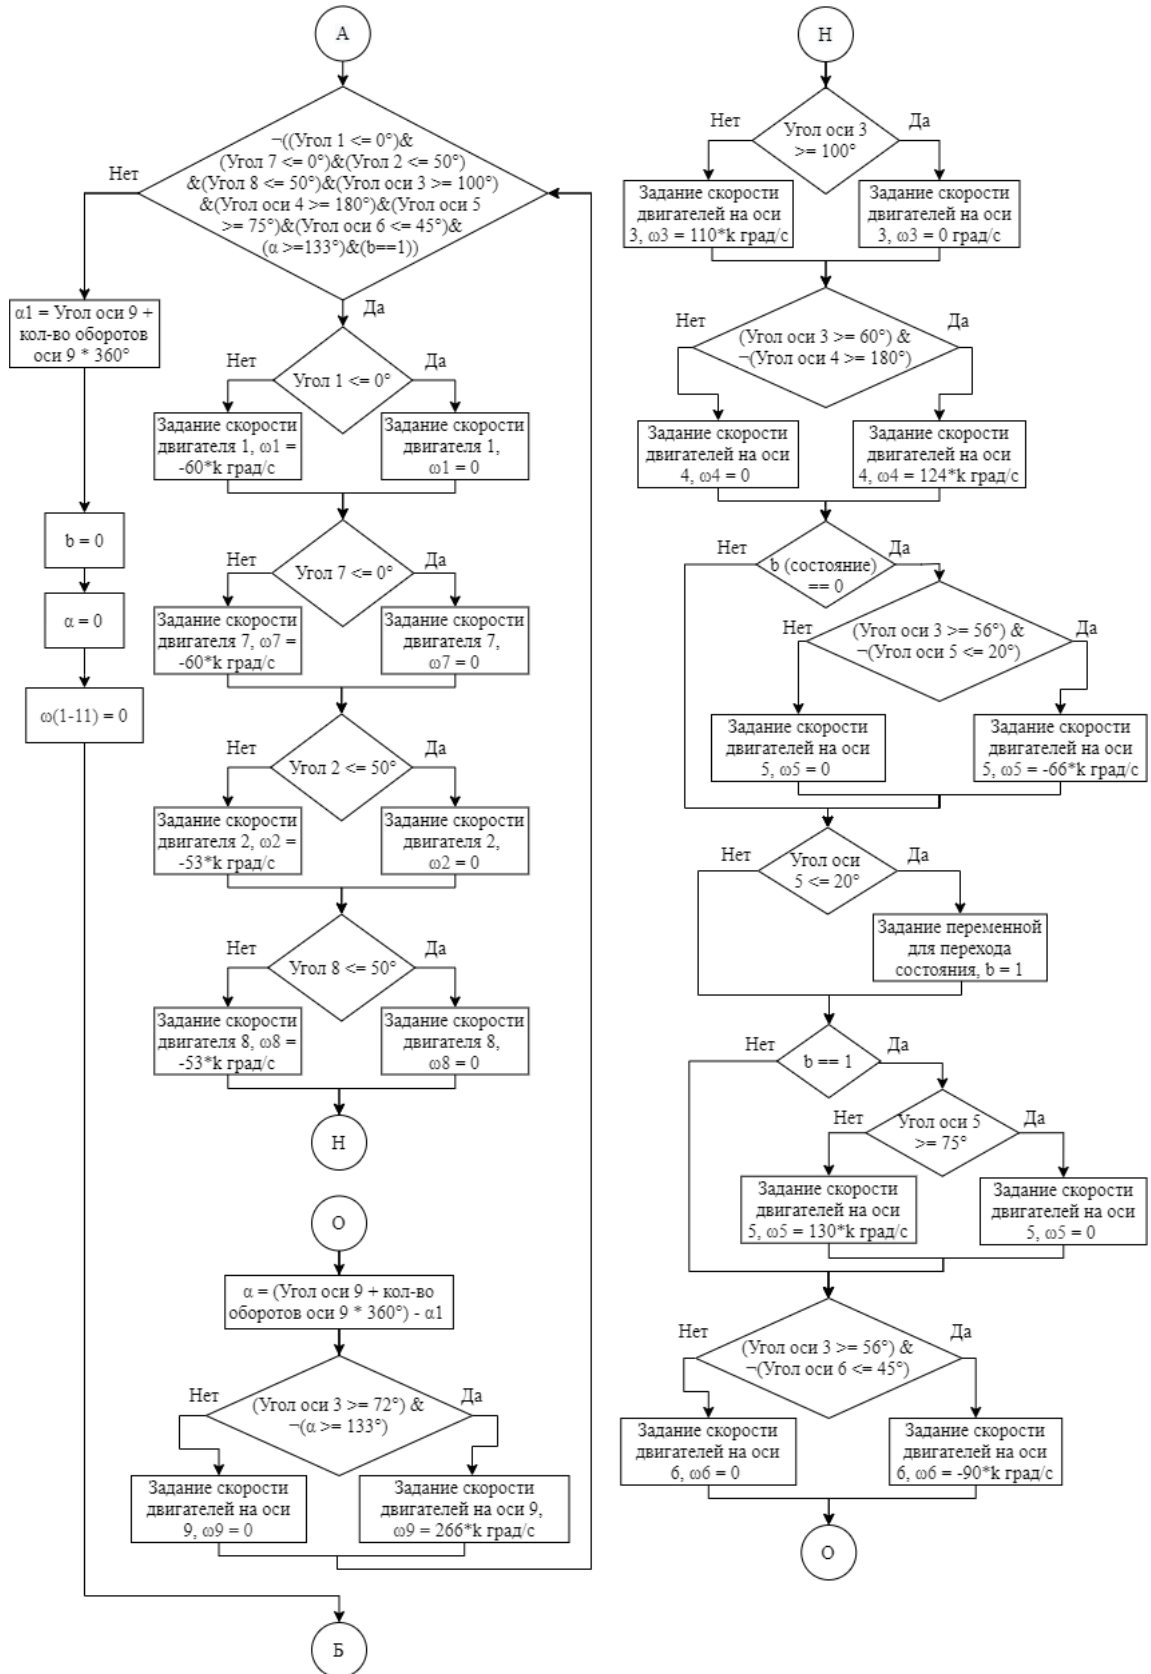 А
¬((Угол 1 <= 0°)&
(Угол 7 <= 0°)&(Угол 2 <= 50°)
&(Угол 8 <= 50°)&(Угол оси 3 >= 100°)
&(Угол оси 4 >= 180°)&(Угол оси 5
>= 75°)&(Угол оси 6 <= 45°)&
(α >=133°)&(b==1))
Нет
Да
α1 = Угол оси 9 +
кол-во оборотов
оси 9 * 360°
b = 0
α = 0
ω(1-11) = 0
Нет
Угол 1 <= 0°
Да
Задание скорости
двигателя 1, ω1 =
-60*k град/с
Задание скорости
двигателя 1,
ω1 = 0
Нет
Угол 7 <= 0°
Да
Задание скорости
двигателя 7, ω7 =
-60*k град/с
Задание скорости
двигателя 7,
ω7 = 0
Нет
Угол 2 <= 50°
Да
Задание скорости
двигателя 2, ω2 =
-53*k град/с
Задание скорости
двигателя 2,
ω2 = 0
Нет
Угол 8 <= 50°
Да
Задание скорости
двигателя 8, ω8 =
-53*k град/с
Задание скорости
двигателя 8,
ω8 = 0
Н
О
α = (Угол оси 9 + кол-во
оборотов оси 9 * 360°) - α1
Нет
(Угол оси 3 >= 72°) &
¬(α >= 133°)
Да
Задание скорости
двигателей на оси
9, ω9 = 0
Задание скорости
двигателей на оси 9,
ω9 = 266*k град/с
Б
Н
Нет
Угол оси 3
>= 100°
Да
Задание скорости
двигателей на оси
3, ω3 = 110*k град/с
Задание скорости
двигателей на оси
3, ω3 = 0 град/с
Нет
(Угол оси 3 >= 60°) &
¬(Угол оси 4 >= 180°)
Да
Задание скорости
двигателей на оси
4, ω4 = 0
Задание скорости
двигателей на оси
4, ω4 = 124*k град/с
Нет
b (состояние)
== 0
Да
Нет
(Угол оси 3 >= 56°) &
¬(Угол оси 5 <= 20°)
Да
Задание скорости
двигателей на оси
5, ω5 = 0
Задание скорости
двигателей на оси
5, ω5 = -66*k град/с
Нет
Угол оси
5 <= 20°
Да
Задание переменной
для перехода
состояния, b = 1
Нет
b == 1
Да
Нет
Угол оси 5
>= 75°
Да
Задание скорости
двигателей на оси
5, ω5 = 130*k град/с
Задание скорости
двигателей на оси
5, ω5 = 0
Нет
(Угол оси 3 >= 56°) &
¬(Угол оси 6 <= 45°)
Да
Задание скорости
двигателей на оси
6, ω6 = 0
Задание скорости
двигателей на оси
6, ω6 = -90*k град/с
О